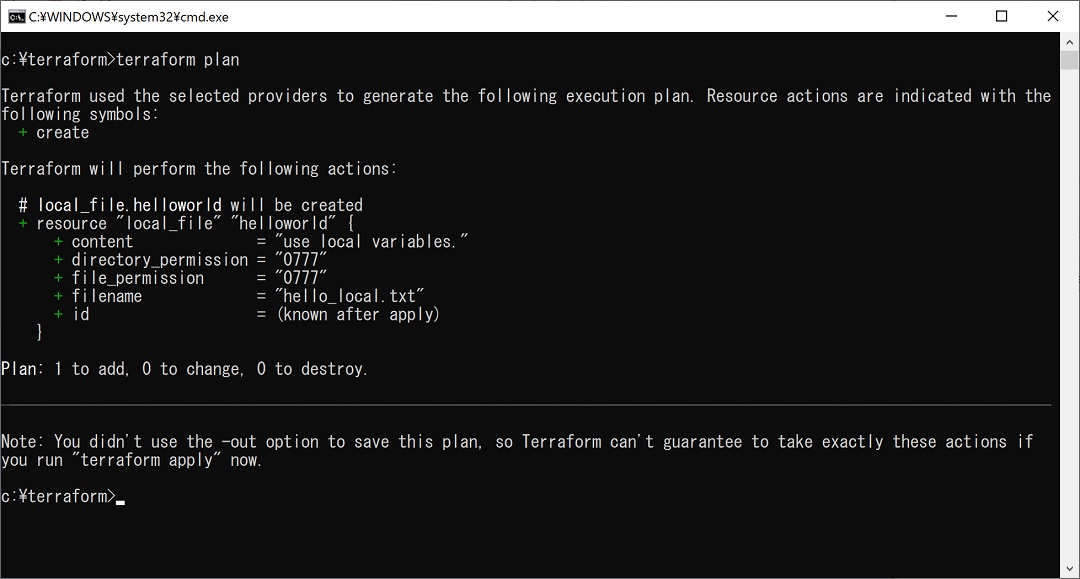 C:¥WINDOWS¥system32¥cmd.exe
c:¥terraform>terraform plan
Terraform used the selected providers to generate the following execution plan. Resource actions are indicated with the
following symbols:
  + create
Terraform will perform the following actions:
  # local_file.helloworld will be created
  + resource "local_file" "helloworld" {
      + content              = "use local variables."
      + directory_permission = "0777"
      + file_permission      = "0777"
      + filename             = "hello_local.txt"
      + id                   = (known after apply)
    }
Plan: 1 to add, 0 to change, 0 to destroy.
Note: You didn't use the -out option to save this plan, so Terraform can't guarantee to take exactly these actions if
you run "terraform apply" now.
c:¥terraform>